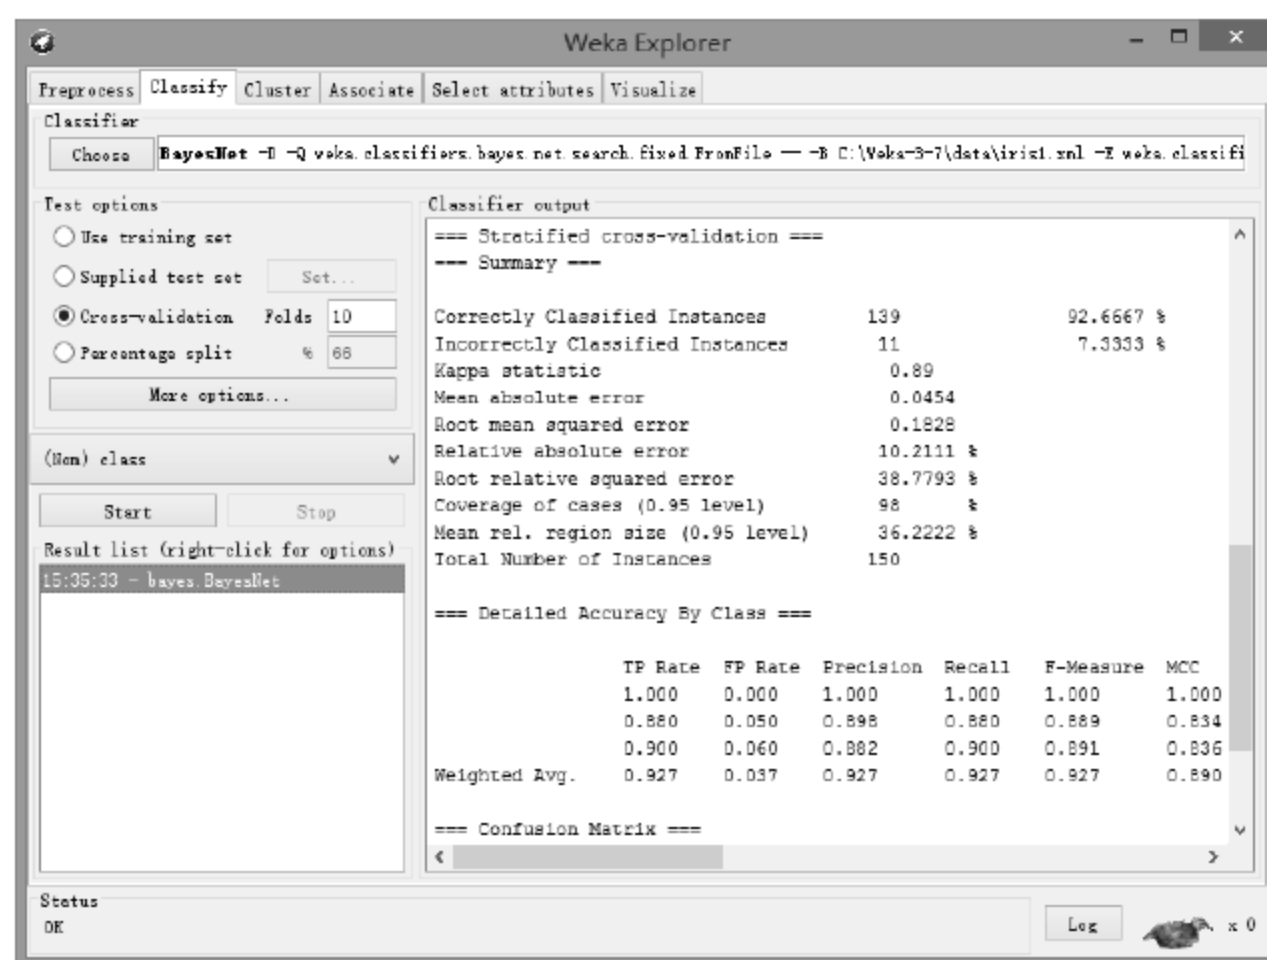 Weka Explorer
Preprocess Classify Cluster Associate Select attributes Visualize
Classifier
Choose BayesNet -D -Q weka.classifiers.bayes.net.search.fixed.FromFile -- -B C:\Weka-3-7\data\iris1.xml -E weka.classifi
Test options
Use training set
Supplied test set Set...
Cross-validation Folds 10
Percentage split % 66
More options...
(Nom) class
Start Stop
Result list (right-click for options)
15:35:33 - bayes.BayesNet
Classifier output
=== Stratified cross-validation ===
=== Summary ===
Correctly Classified Instances 139 92.6667 %
Incorrectly Classified Instances 11 7.3333 %
Kappa statistic 0.89
Mean absolute error 0.0454
Root mean squared error 0.1828
Relative absolute error 10.2111 %
Root relative squared error 38.7793 %
Coverage of cases (0.95 level) 98 %
Mean rel. region size (0.95 level) 36.2222 %
Total Number of Instances 150
=== Detailed Accuracy By Class ===
TP Rate FP Rate Precision Recall F-Measure MCC
1.000 0.000 1.000 1.000 1.000 1.000
0.880 0.050 0.898 0.880 0.889 0.834
0.900 0.060 0.882 0.900 0.891 0.836
Weighted Avg. 0.927 0.037 0.927 0.927 0.927 0.890
=== Confusion Matrix ===
Status
OK
Log x 0